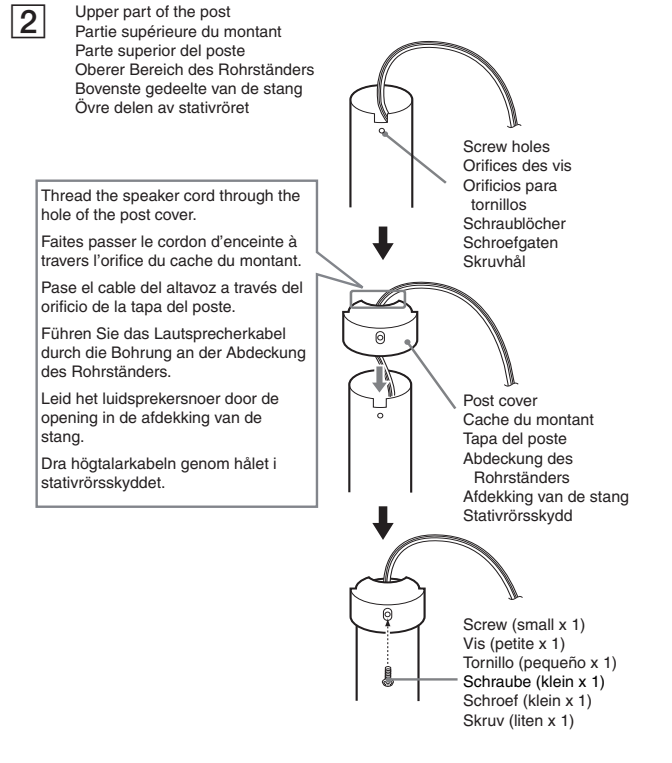 2
Upper part of the post
Partie supérieure du montant
Parte superior del poste
Oberer Bereich des Rohrständers
Bovenste gedeelte van de stang
Övre delen av stativröret
Screw holes
Orifices des vis
Orificios para
tornillos
Schraublöcher
Schroefgaten
Skruvhål
Thread the speaker cord through the
hole of the post cover.
Faites passer le cordon d'enceinte à
travers l'orifice du cache du montant.
Pase el cable del altavoz a través del
orificio de la tapa del poste.
Führen Sie das Lautsprecherkabel
durch die Bohrung an der Abdeckung
des Rohrständers.
Leid het luidsprekersnoer door de
opening in de afdekking van de
stang.
Dra högtalarkabeln genom hålet i
stativrörsskyddet.
Post cover
Cache du montant
Tapa del poste
Abdeckung des
Rohrständers
Afdekking van de stang
Stativrörsskydd
Screw (small x 1)
Vis (petite x 1)
Tornillo (pequeño x 1)
Schraube (klein x 1)
Schroef (klein x 1)
Skruv (liten x 1)